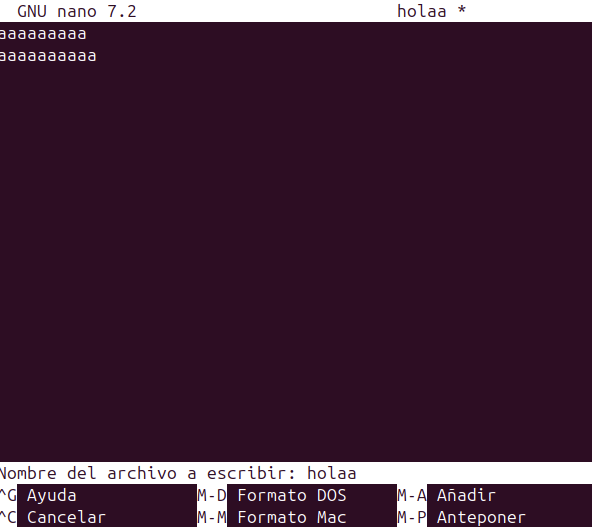 GNU nano 7.2 holaa *
aaaaaaaaa
aaaaaaaaaa
Nombre del archivo a escribir: holaa
^G Ayuda M-D Formato DOS M-A Añadir
^C Cancelar M-M Formato Mac M-P Anteponer